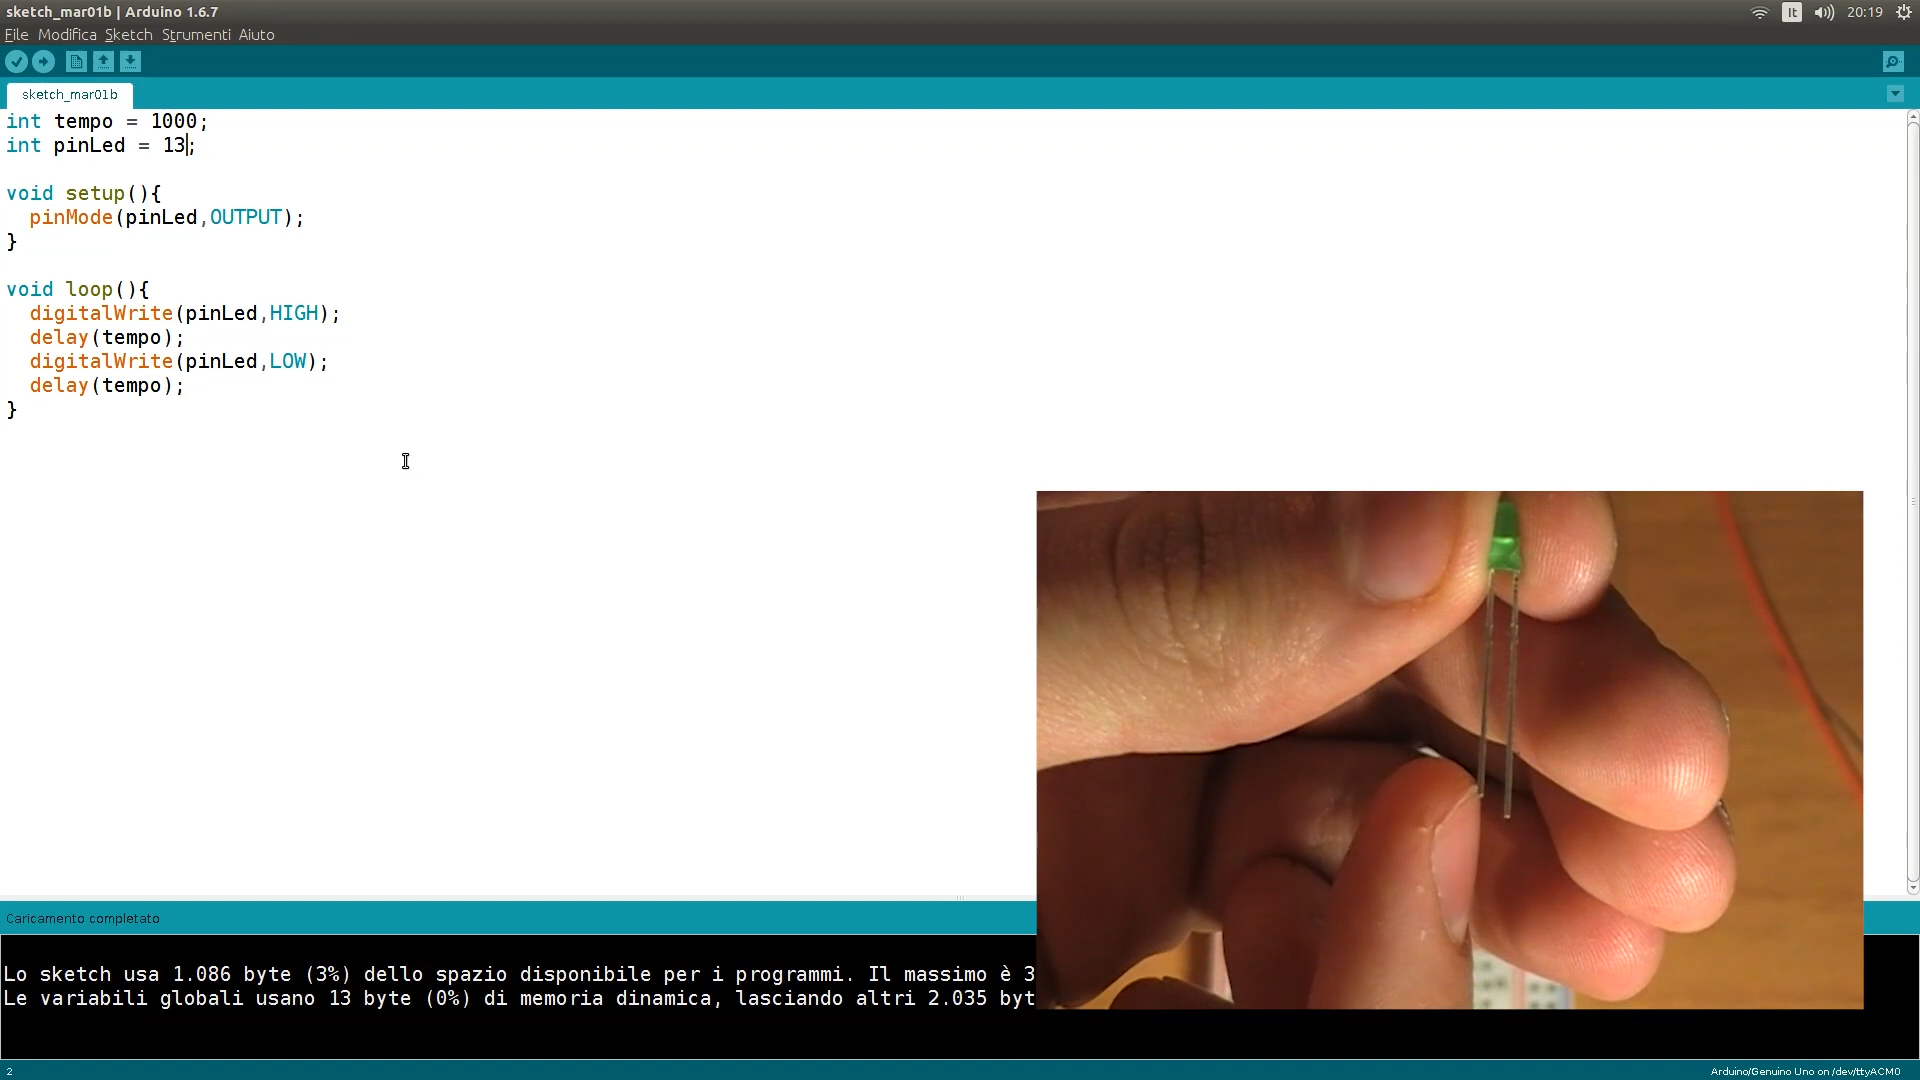 sketch_mar01b | Arduino 1.6.7
It
20:19
File Modifica Sketch Strumenti Aiuto
sketch_mar01b
int tempo = 1000;
int pinLed = 13;
void setup(){
pinMode(pinLed,OUTPUT);
}
void loop(){
digitalWrite(pinLed,HIGH);
delay(tempo);
digitalWrite(pinLed,LOW);
delay(tempo);
}
Caricamento completato
Lo sketch usa 1.086 byte (3%) dello spazio disponibile per i programmi. Il massimo è 3
Le variabili globali usano 13 byte (0%) di memoria dinamica, lasciando altri 2.035 byt
2
Arduino/Genuino Uno on /dev/ttyACM0